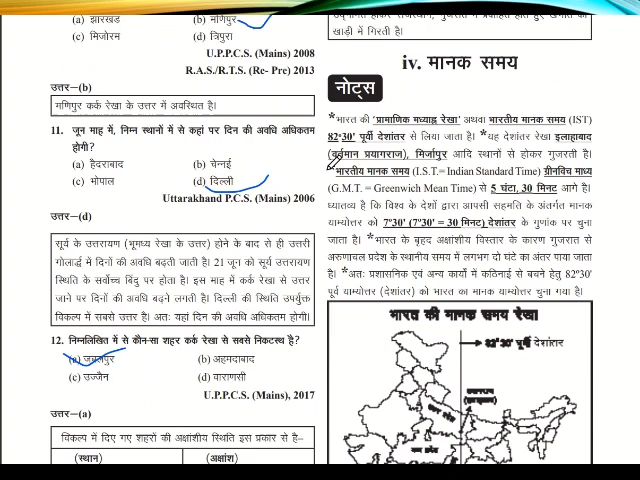 (a) झारखंड (b) मणिपुर
(c) मिजोरम (d) त्रिपुरा
U.P.P.C.S. (Mains) 2008
R.A.S./R.T.S. (Re- Pre) 2013
उत्तर—(b)
मणिपुर कर्क रेखा के उत्तर में अवस्थित है।
11. जून माह में, निम्न स्थानों में से कहां पर दिन की अवधि अधिकतम
होगी?
(a) हैदराबाद (b) चेन्नई
(c) भोपाल (d) दिल्ली
Uttarakhand P.C.S. (Mains) 2006
उत्तर—(d)
सूर्य के उत्तरायण (भूमध्य रेखा के उत्तर) होने के बाद से ही उत्तरी
गोलार्द्ध में दिनों की अवधि बढ़ती जाती है। 21 जून को सूर्य उत्तरायण
स्थिति के सर्वोच्च बिंदु पर होता है। इस माह में कर्क रेखा से उत्तर
जाने पर दिनों की अवधि बढ़ने लगती है। दिल्ली की स्थिति उपर्युक्त
विकल्प में सबसे उत्तर है। अतः यहां दिन की अवधि अधिकतम होगी।
12. निम्नलिखित में से कौन-सा शहर कर्क रेखा से सबसे निकटस्थ है?
(a) जबलपुर (b) अहमदाबाद
(c) उज्जैन (d) वाराणसी
U.P.P.C.S. (Mains), 2017
उत्तर—(a)
विकल्प में दिए गए शहरों की अक्षांशीय स्थिति इस प्रकार से है—
(स्थान) (अक्षांश)
खाड़ी में गिरती है।
iv. मानक समय
नोट्स
*भारत की 'प्रामाणिक मध्याह्न रेखा' अथवा भारतीय मानक समय (IST)
82°30' पूर्वी देशांतर से लिया जाता है। *यह देशांतर रेखा इलाहाबाद
(वर्तमान प्रयागराज), मिर्जापुर आदि स्थानों से होकर गुजरती है।
भारतीय मानक समय (I.S.T.= Indian Standard Time) ग्रीनविच माध्य
(G.M.T. = Greenwich Mean Time) से 5 घंटा, 30 मिनट आगे है।
ध्यातव्य है कि विश्व के देशों द्वारा आपसी सहमति के अंतर्गत मानक
याम्योत्तर को 7°30' (7°30' = 30 मिनट) देशांतर के गुणांक पर चुना
जाता है। *भारत के बृहद अक्षांशीय विस्तार के कारण गुजरात से
अरुणाचल प्रदेश के स्थानीय समय में लगभग दो घंटे का अंतर पाया जाता
है। *अतः प्रशासनिक एवं अन्य कार्यों में कठिनाई से बचने हेतु 82°30'
पूर्व याम्योत्तर (देशांतर) को भारत का मानक याम्योत्तर चुना गया है।
भारत की मानक समय रेखा
82°30' पूर्वी देशांतर
उत्तर प्रदेश
मध्य प्रदेश